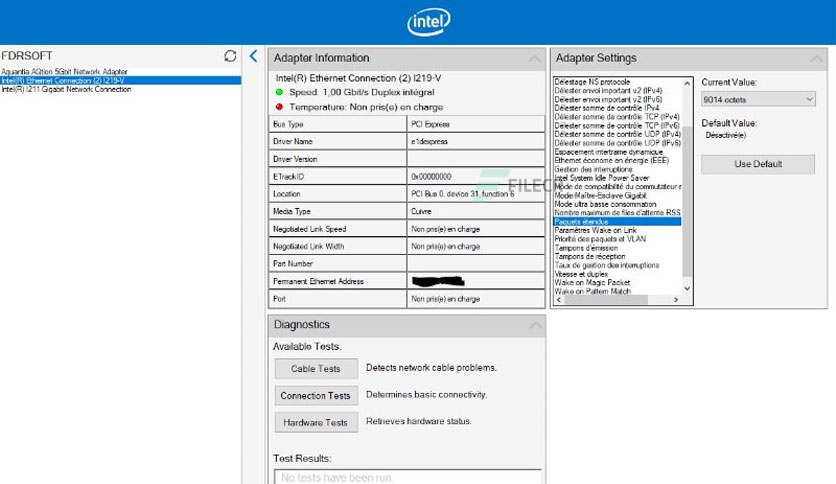 intel
FDRSOFT
Aquantia AQtion 5Gbit Network Adapter
Intel(R) Ethernet Connection (2) I219-V
Intel(R) I211 Gigabit Network Connection
Adapter Information
Intel(R) Ethernet Connection (2) I219-V
Speed: 1,00 Gbit/s Duplex intégral
Temperature: Non pris(e) en charge
Bus Type PCI Express
Driver Name e1dexpress
Driver Version
ETrackID 0x00000000
Location PCI Bus 0, device 31, function 6
Media Type Cuivre
Negotiated Link Speed Non pris(e) en charge
Negotiated Link Width Non pris(e) en charge
Part Number
Permanent Ethernet Address
Port Non pris(e) en charge
Diagnostics
Available Tests:
Cable Tests Detects network cable problems.
Connection Tests Determines basic connectivity.
Hardware Tests Retrieves hardware status.
Test Results:
No tests have been run.
Adapter Settings
Délestage NS protocole
Délester envoi important v2 (IPv4)
Délester envoi important v2 (IPv6)
Délester somme de contrôle IPv4
Délester somme de contrôle TCP (IPv4)
Délester somme de contrôle TCP (IPv6)
Délester somme de contrôle UDP (IPv4)
Délester somme de contrôle UDP (IPv6)
Espacement intertrame dynamique
Ethernet économe en énergie (EEE)
Gestion des interruptions
Intel System Idle Power Saver
Mode de compatibilité du commutateur é
Mode Maître-Esclave Gigabit
Mode ultra basse consommation
Nombre maximum de files d'attente RSS
Paquets étendus
Paramètres Wake on Link
Priorité des paquets et VLAN
Tampons d'émission
Tampons de réception
Taux de gestion des interruptions
Vitesse et duplex
Wake on Magic Packet
Wake on Pattern Match
Current Value:
9014 octets
Default Value:
Désactivé(e)
Use Default